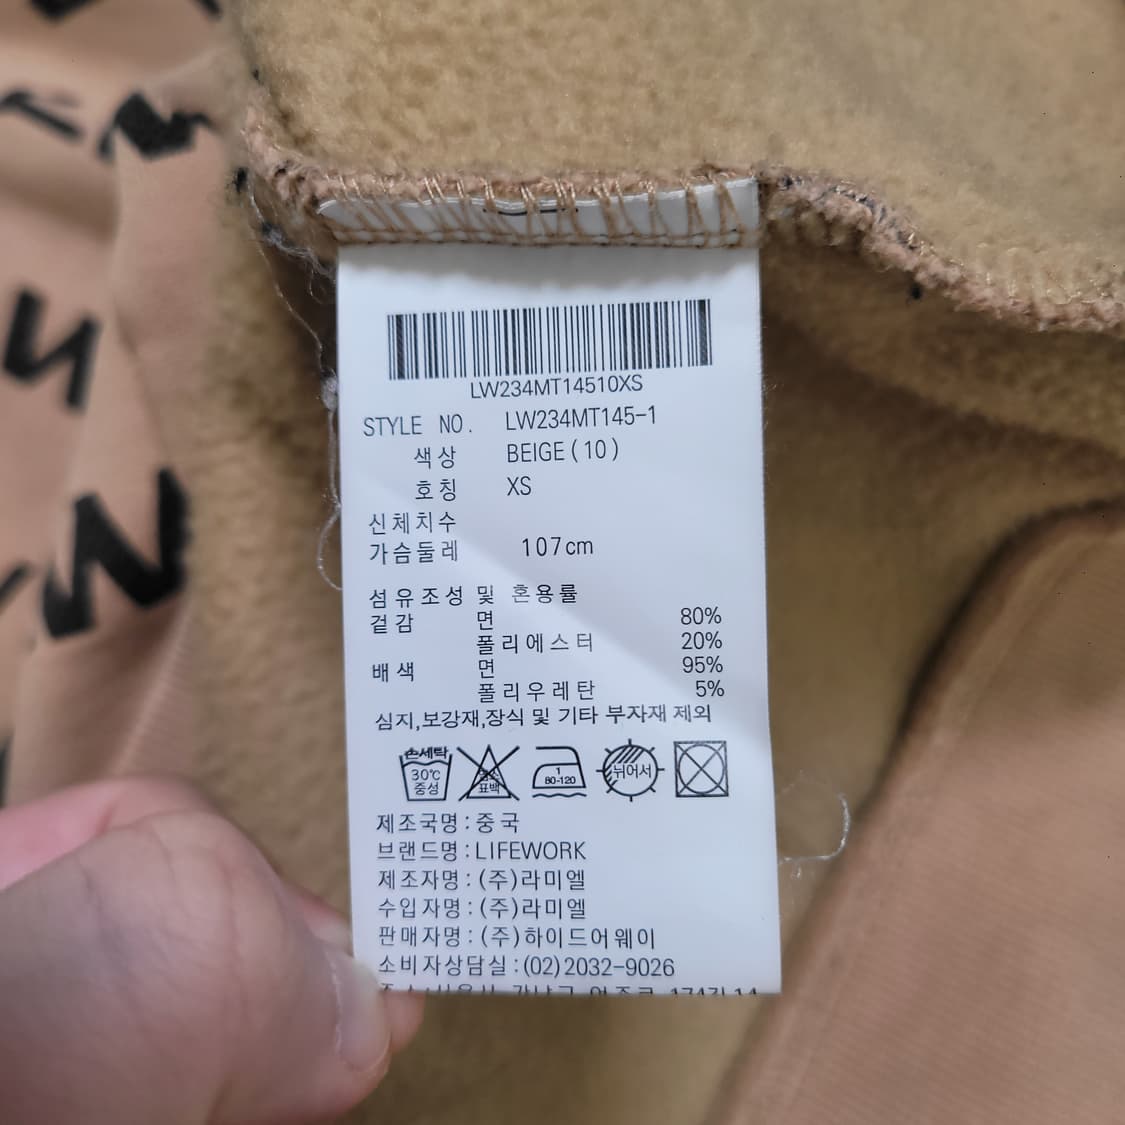 LW234MT14510XS
STYLE NO. LW234MT145-1
색상 BEIGE(10)
호칭 XS
신체치수
가슴둘레 107cm
섬유조성 및 혼용률
겉감 면 80%
폴리에스터 20%
배색 면 95%
폴리우레탄 5%
심지,보강재,장식 및 기타 부자재 제외
손세탁 30℃ 중성 염소 표백 1 80-120 뉘어서
제조국명:중국
브랜드명:LIFEWORK
제조자명:(주)라미엘
수입자명:(주)라미엘
판매자명:(주)하이드어웨이
소비자상담실:(02)2032-9026